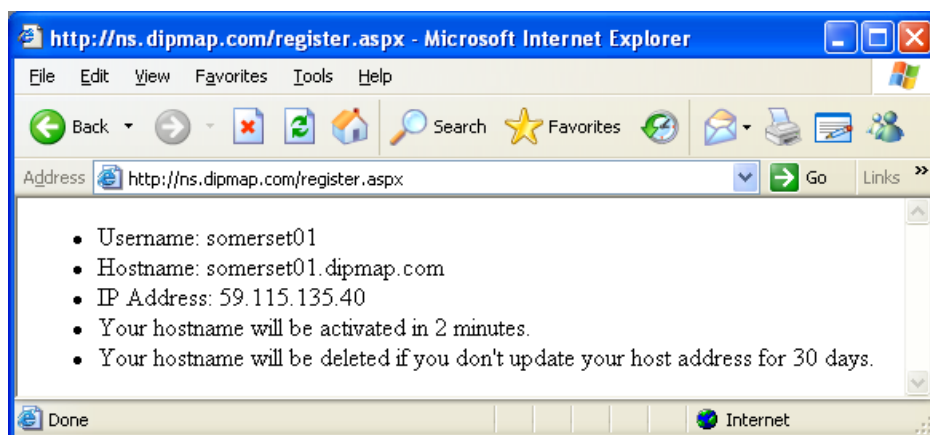 http://ns.dipmap.com/register.aspx - Microsoft Internet Explorer
File Edit View Favorites Tools Help
Back Search Favorites
Address http://ns.dipmap.com/register.aspx Go Links »
• Username: somerset01
• Hostname: somerset01.dipmap.com
• IP Address: 59.115.135.40
• Your hostname will be activated in 2 minutes.
• Your hostname will be deleted if you don't update your host address for 30 days.
Done Internet